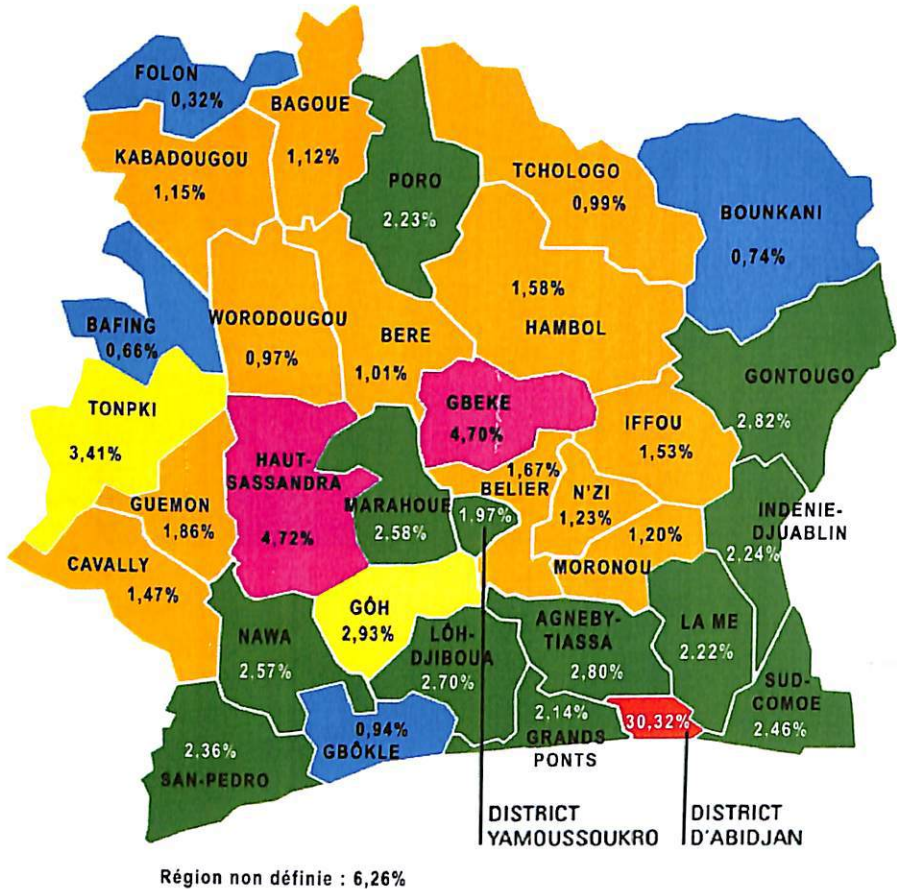 FOLON
0,32%
BAGOUE
1,12%
KABADOUGOU
1,15%
PORO
2,23%
TCHOLOGO
0,99%
BOUNKANI
0,74%
BAFING
0,66%
WORODOUGOU
0,97%
BERE
1,01%
1,58%
HAMBOL
GONTOUGO
2,82%
TONPKI
3,41%
GBEKE
4,70%
IFFOU
1,53%
HAUT-
SASSANDRA
4,72%
MARAHOUE
2,58%
1,67%
BELIER
1.97%
N'ZI
1,23%
INDENIE-
DJUABLIN
2,24%
GUEMON
1,86%
CAVALLY
1,47%
1,20%
MORONOU
GÔH
2,93%
NAWA
2,57%
LÔH-
DJIBOUA
2,70%
AGNEBY-
TIASSA
2,80%
LA ME
2,22%
SUD-
COMOE
2,46%
2,36%
SAN-PEDRO
0,94%
GBÔKLE
2,14%
GRANDS
PONTS
30,32%
DISTRICT
YAMOUSSOUKRO
DISTRICT
D'ABIDJAN
Région non définie : 6,26%